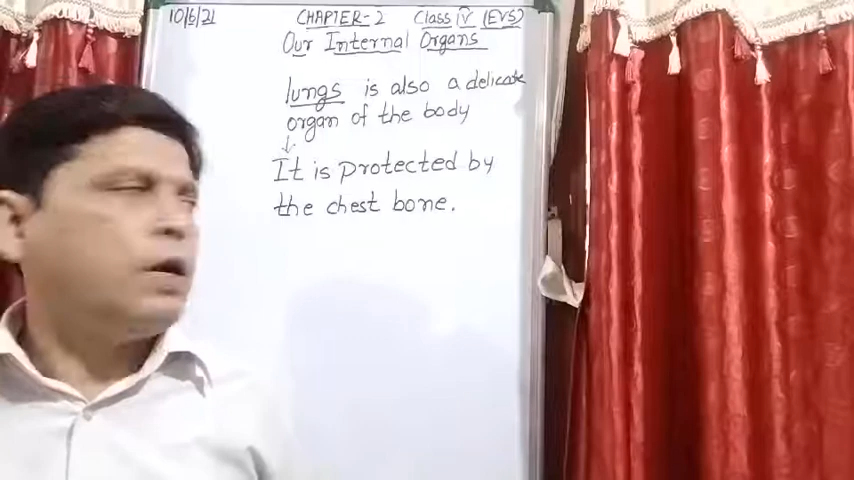 10/6/21 CHAPTER-2 Class IV (EVS)
Our Internal Organs
lungs is also a delicate
organ of the body
↓
It is protected by
the chest bone.